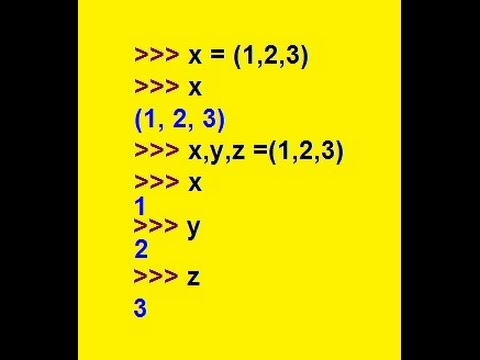 >>> x = (1,2,3)
>>> x
(1, 2, 3)
>>> x,y,z =(1,2,3)
>>> x
1
>>> y
2
>>> z
3